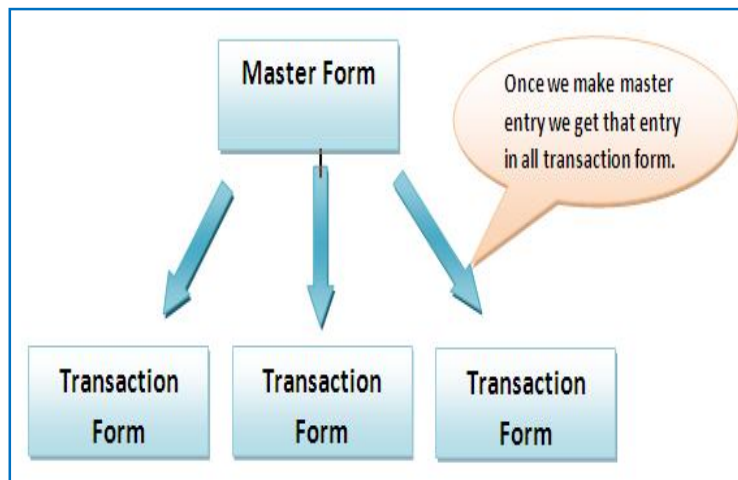 Master Form
Once we make master
entry we get that entry
in all transaction form.
Transaction
Form
Transaction
Form
Transaction
Form